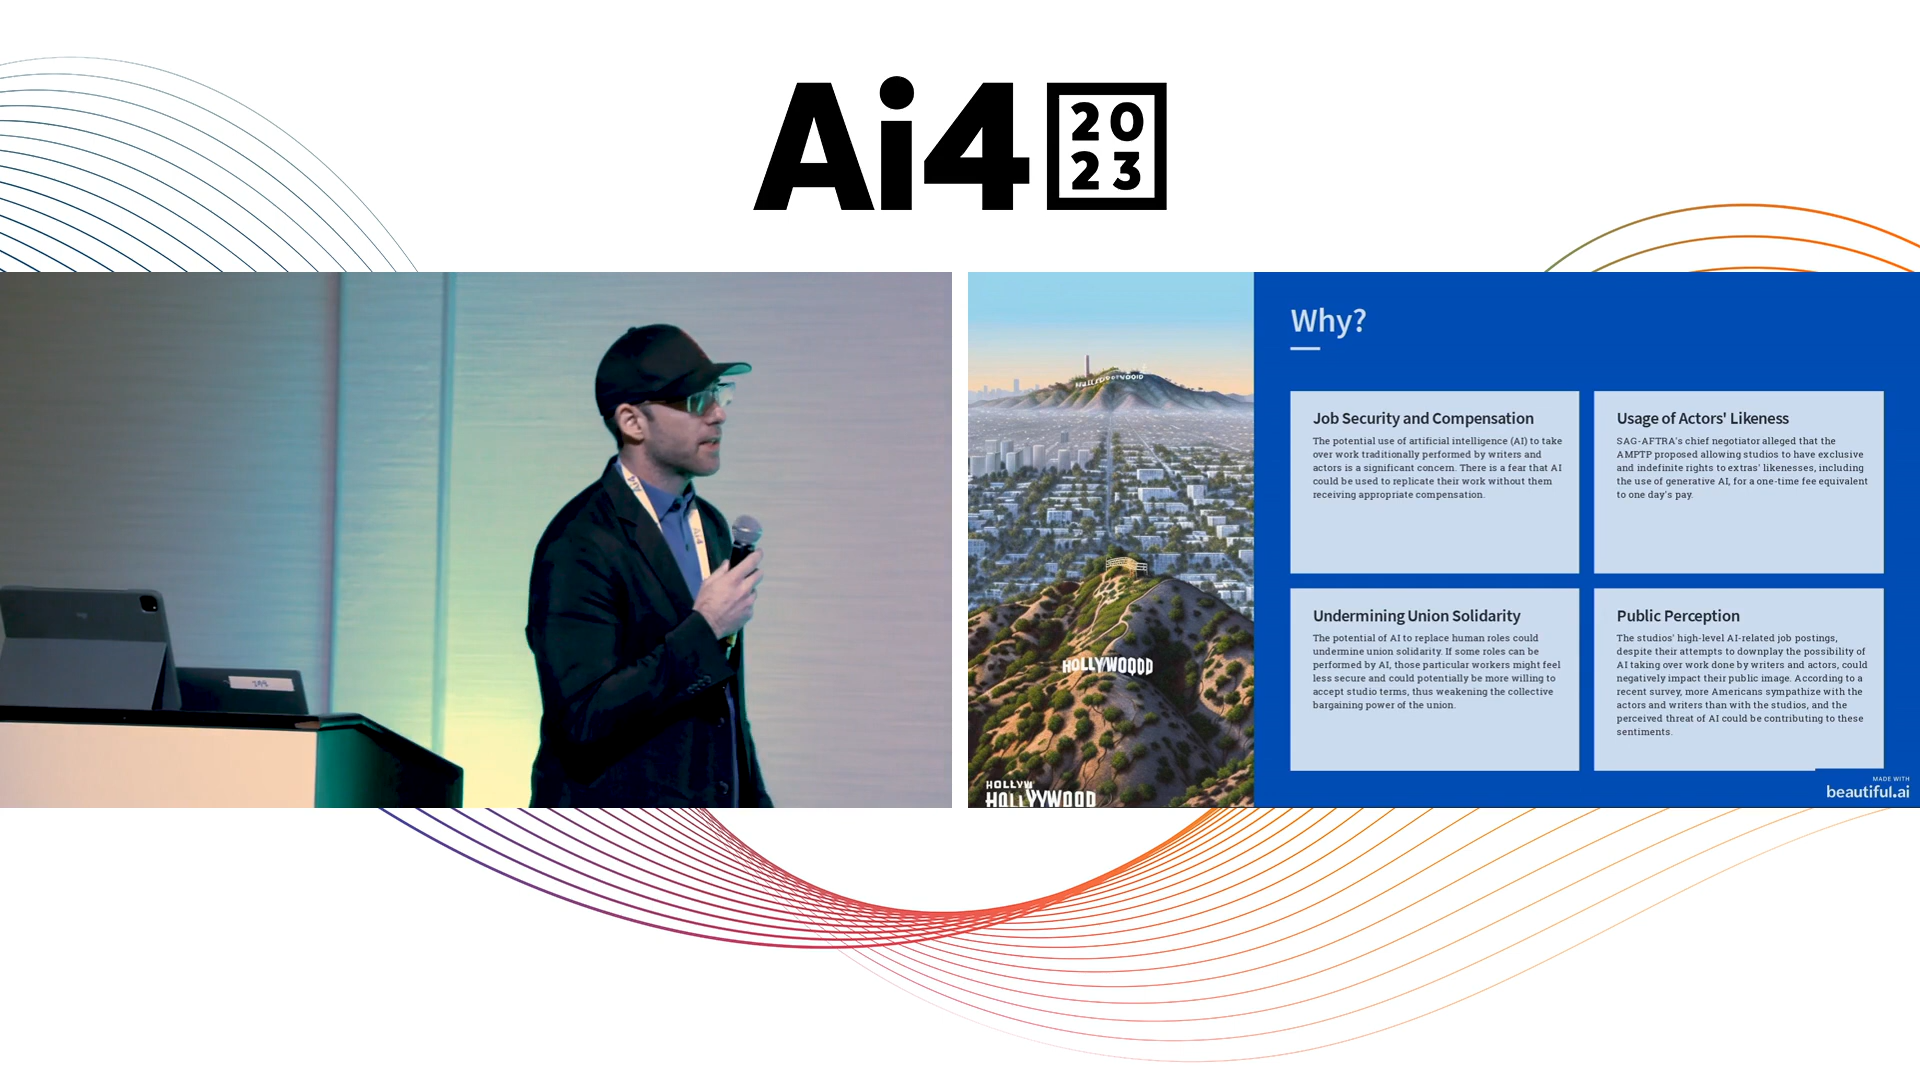 Ai4
20
23
Ai4
Ai4
HOLLYWOQOD
HOLLYW
HOLLYWWOOD
Why?
Job Security and Compensation
The potential use of artificial intelligence (AI) to take
over work traditionally performed by writers and
actors is a significant concern. There is a fear that AI
could be used to replicate their work without them
receiving appropriate compensation.
Usage of Actors' Likeness
SAG-AFTRA's chief negotiator alleged that the
AMPTP proposed allowing studios to have exclusive
and indefinite rights to extras' likenesses, including
the use of generative AI, for a one-time fee equivalent
to one day's pay.
Undermining Union Solidarity
The potential of AI to replace human roles could
undermine union solidarity. If some roles can be
performed by AI, those particular workers might feel
less secure and could potentially be more willing to
accept studio terms, thus weakening the collective
bargaining power of the union.
Public Perception
The studios' high-level AI-related job postings,
despite their attempts to downplay the possibility of
AI taking over work done by writers and actors, could
negatively impact their public image. According to a
recent survey, more Americans sympathize with the
actors and writers than with the studios, and the
perceived threat of AI could be contributing to these
sentiments.
MADE WITH
beautiful.ai